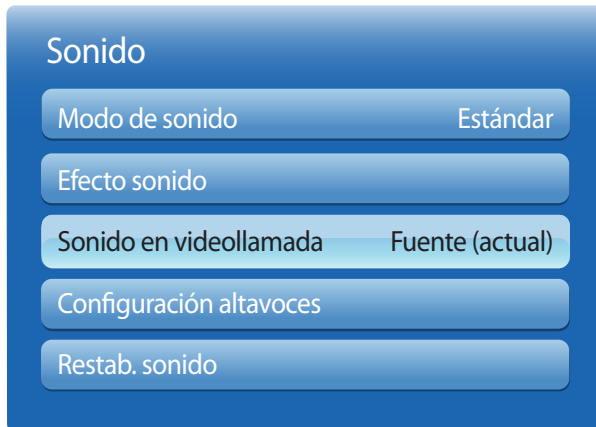 Sonido
Modo de sonido Estándar
Efecto sonido
Sonido en videollamada Fuente (actual)
Configuración altavoces
Restab. sonido